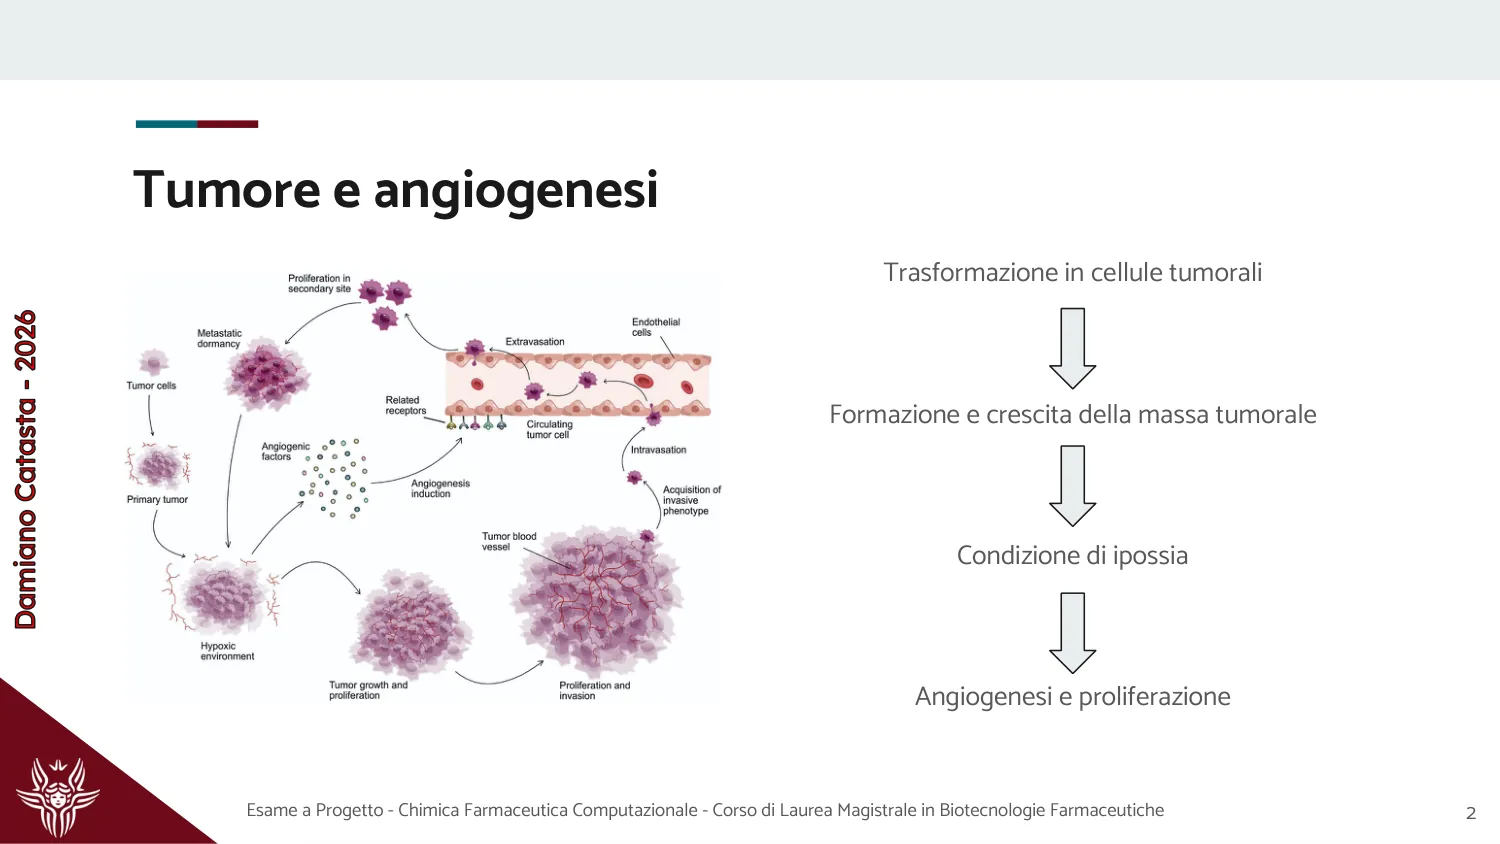 Tumore e angiogenesi
Proliferation in
secondary site
Metastatic
dormancy
Tumor cells
Primary tumor
Hypoxic
environment
Angiogenic
factors
Angiogenesis
induction
Related
receptors
Extravasation
Endothelial
cells
Circulating
tumor cell
Intravasation
Acquisition of
invasive
phenotype
Tumor blood
vessel
Tumor growth and
proliferation
Proliferation and
invasion
Trasformazione in cellule tumorali
Formazione e crescita della massa tumorale
Condizione di ipossia
Angiogenesi e proliferazione
Damiano Catasta - 2026
Esame a Progetto - Chimica Farmaceutica Computazionale - Corso di Laurea Magistrale in Biotecnologie Farmaceutiche
2